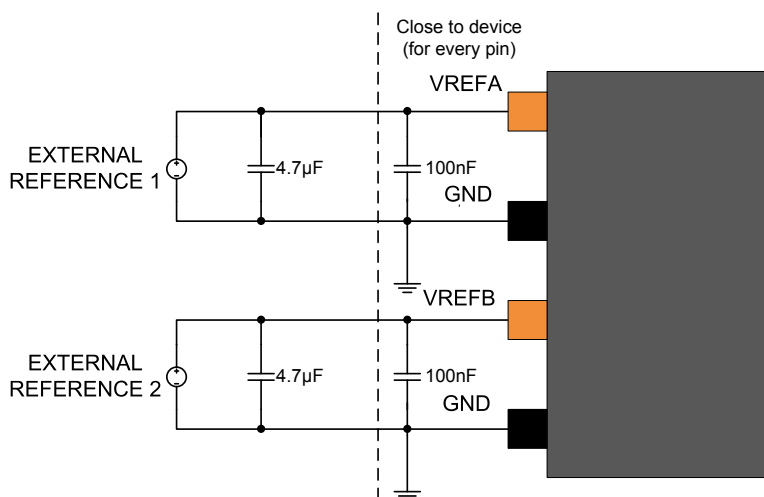 Close to device
(for every pin)
VREFA
EXTERNAL
REFERENCE 1
4.7µF
100nF
GND
VREFB
EXTERNAL
REFERENCE 2
4.7µF
100nF
GND